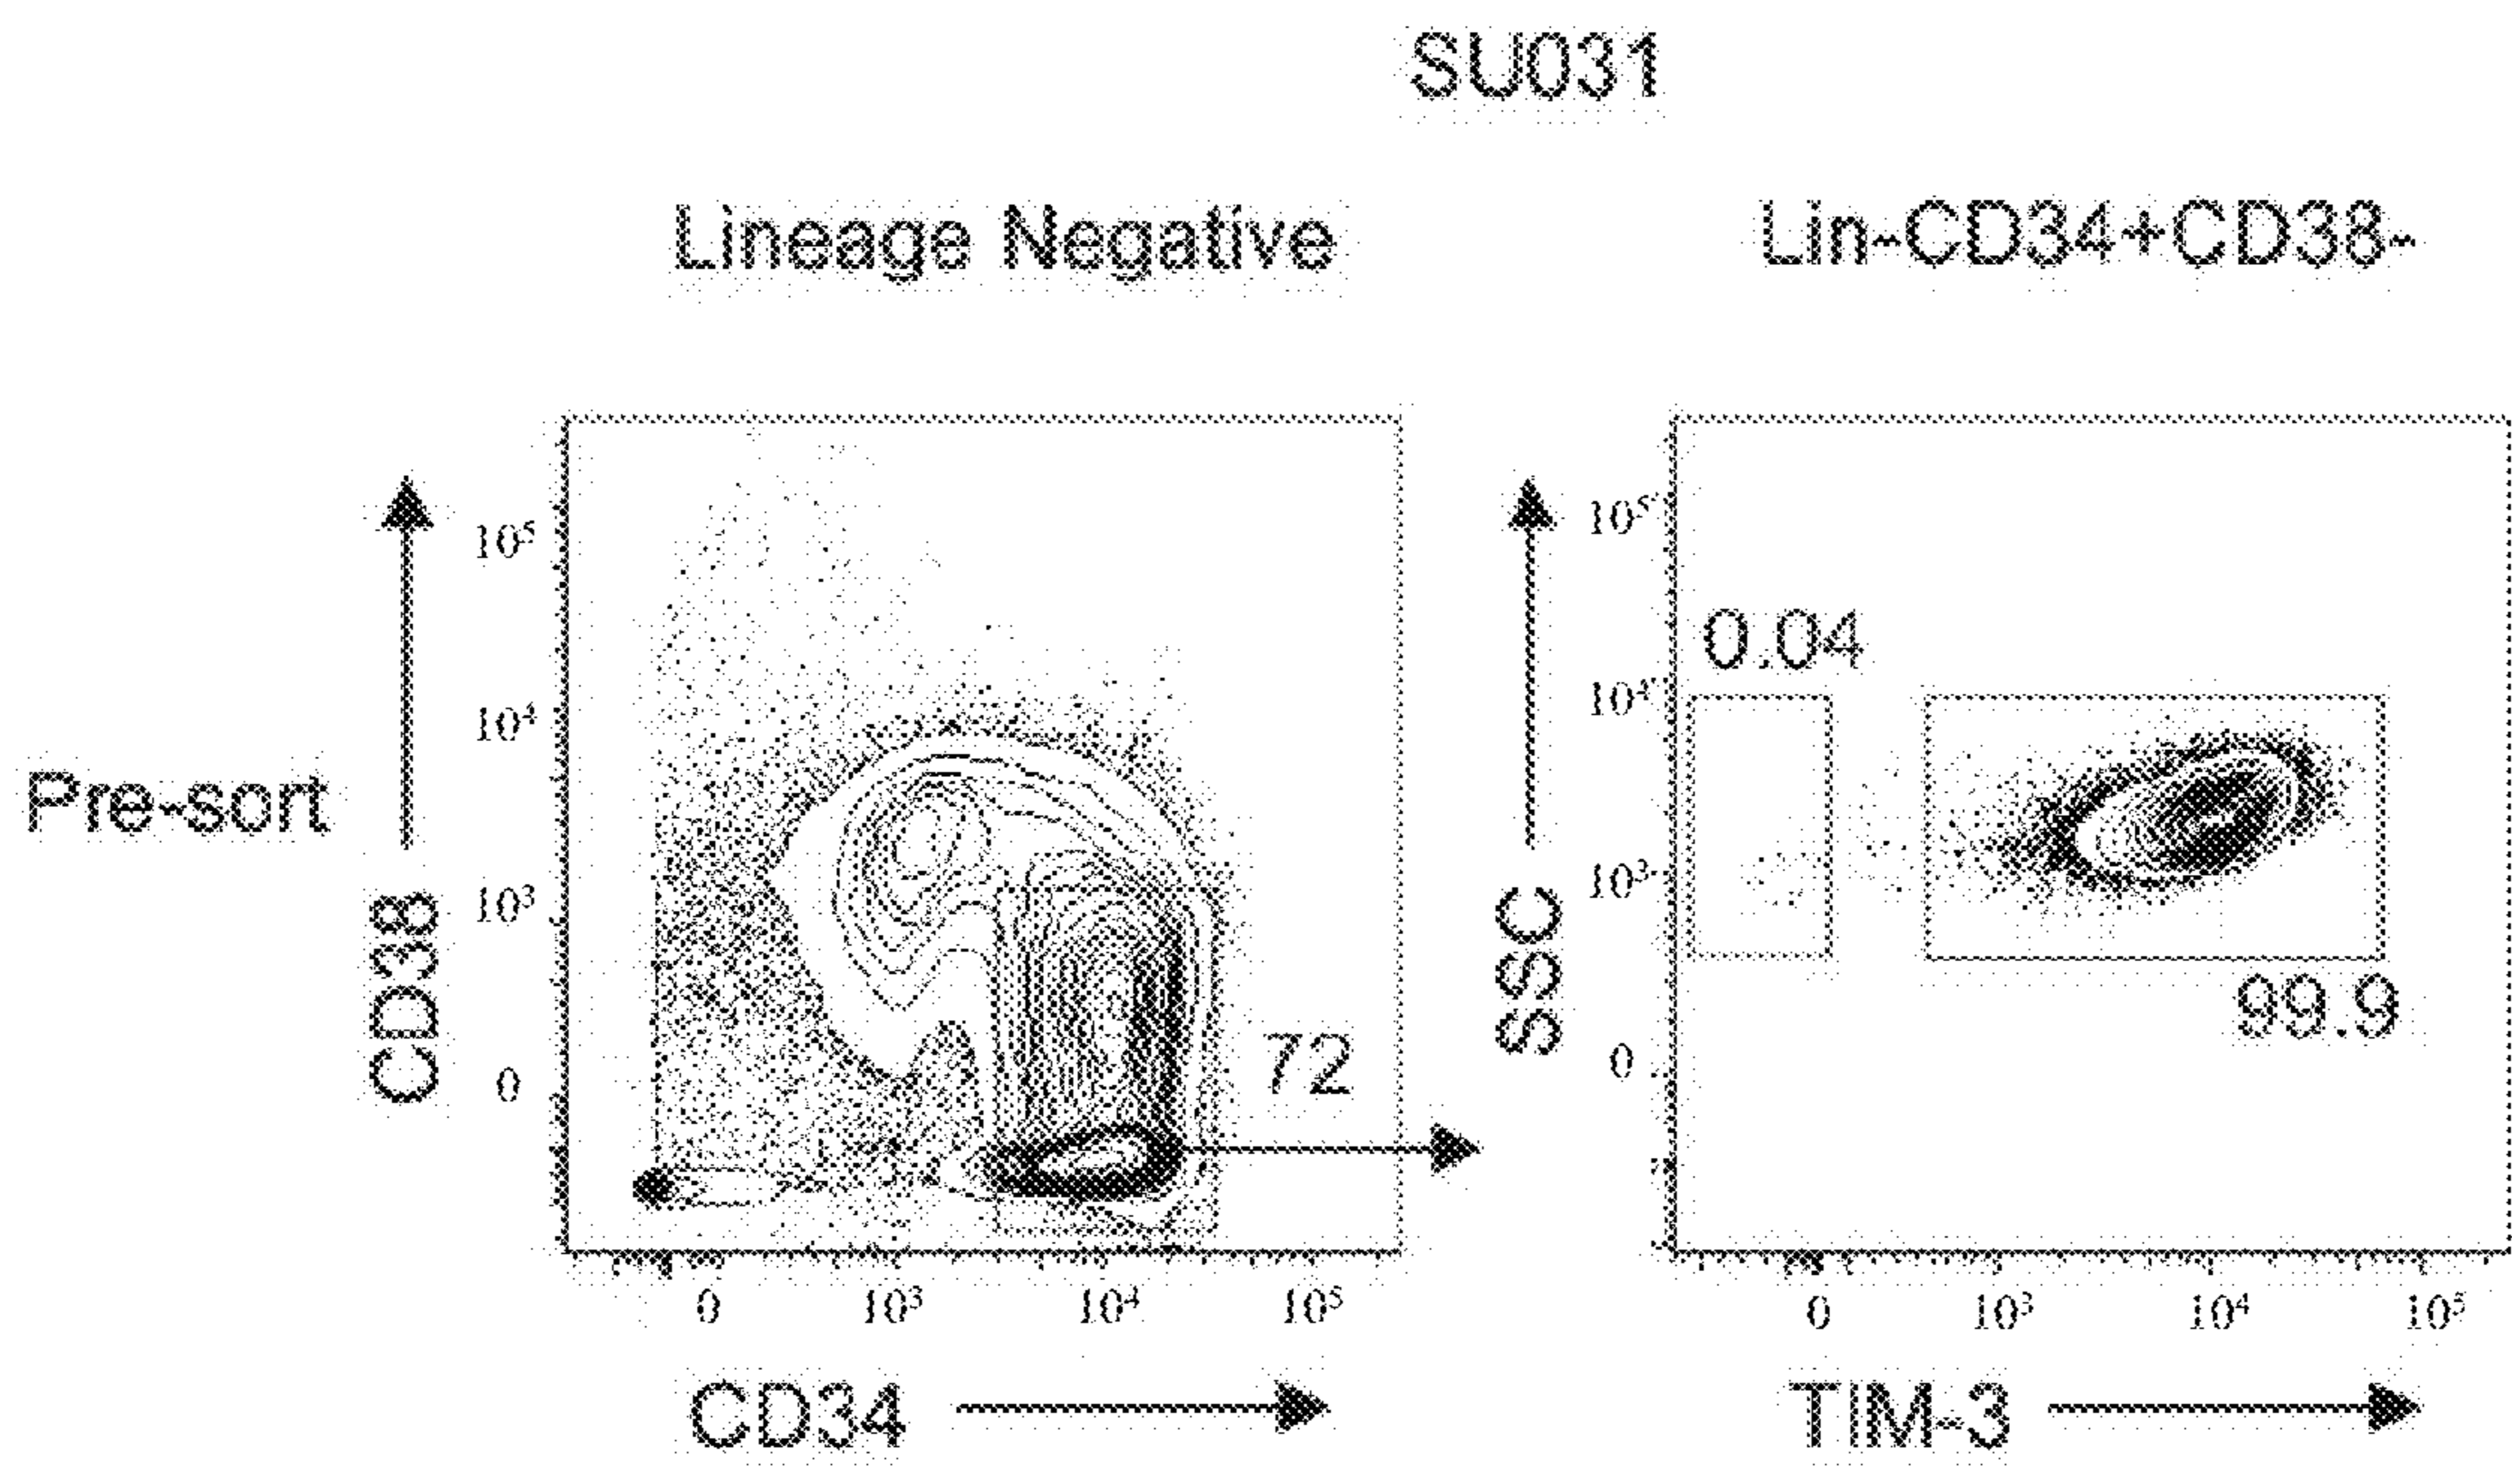 SU031
Lineage Negative
Lin-CD34+CD38-
Pre-sort
CD38
10⁵
10⁴
10³
0
72
0
10³
10⁴
10⁵
CD34
SSC
10⁵
10⁴
10³
0
0.04
99.9
0
10³
10⁴
10⁵
TIM-3